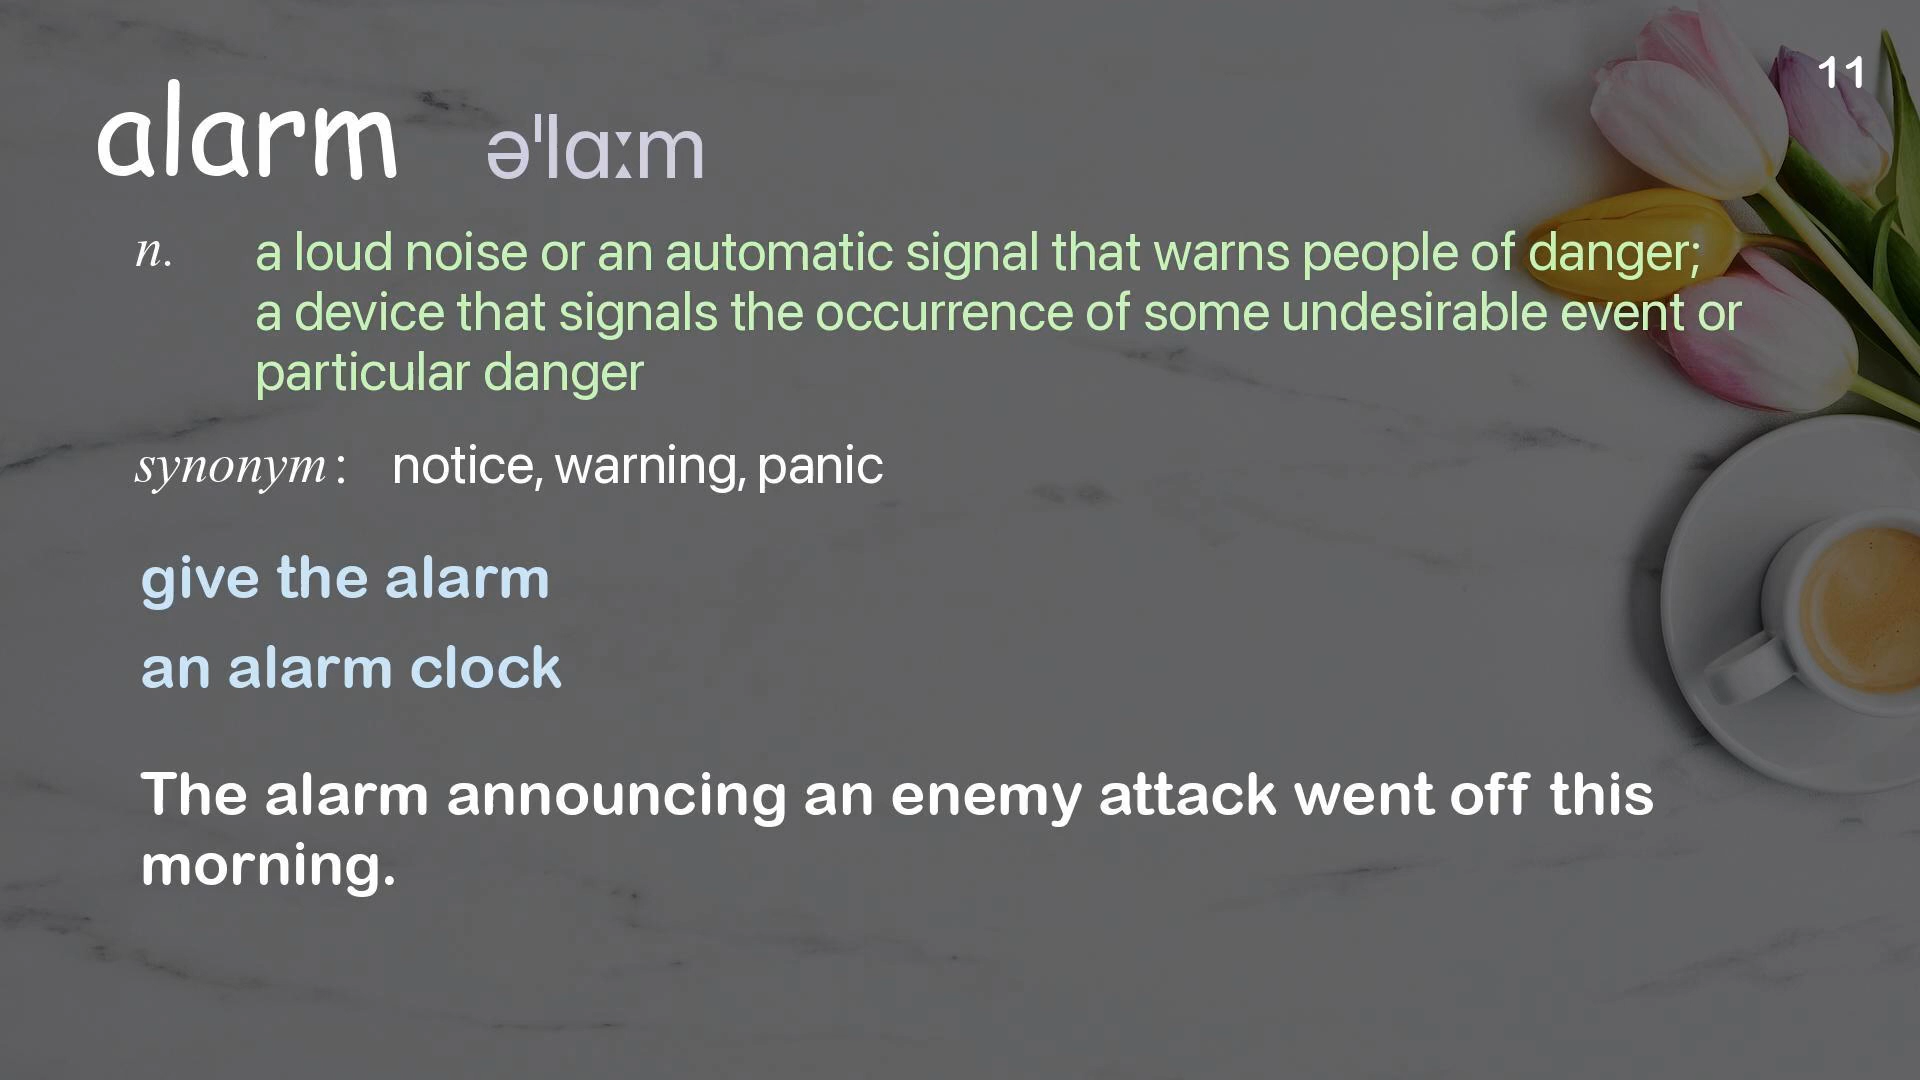 11
alarm əˈlɑːm
n. a loud noise or an automatic signal that warns people of danger;
a device that signals the occurrence of some undesirable event or
particular danger
synonym: notice, warning, panic
give the alarm
an alarm clock
The alarm announcing an enemy attack went off this
morning.